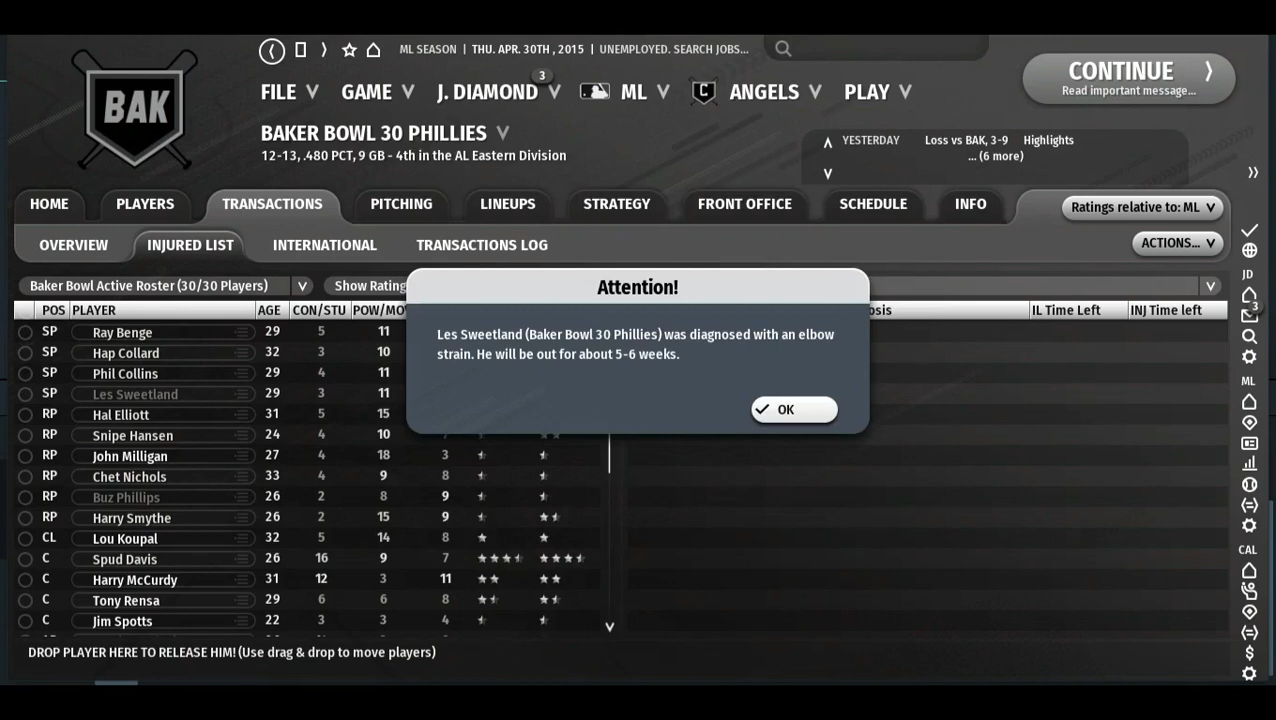 ML SEASON | THU. APR. 30TH , 2015 | UNEMPLOYED. SEARCH JOBS...
FILE GAME J. DIAMOND 3 ML C ANGELS PLAY
CONTINUE
Read important message...
BAK
BAKER BOWL 30 PHILLIES
12-13, .480 PCT, 9 GB - 4th in the AL Eastern Division
YESTERDAY Loss vs BAK, 3-9 Highlights
... (6 more)
HOME PLAYERS TRANSACTIONS PITCHING LINEUPS STRATEGY FRONT OFFICE SCHEDULE INFO Ratings relative to: ML
OVERVIEW INJURED LIST INTERNATIONAL TRANSACTIONS LOG ACTIONS...
Baker Bowl Active Roster (30/30 Players) Show Rating
POS PLAYER AGE CON/STU POW/MO osis IL Time Left INJ Time left
Attention!
Les Sweetland (Baker Bowl 30 Phillies) was diagnosed with an elbow
strain. He will be out for about 5-6 weeks.
OK
SP Ray Benge 29 5 11
SP Hap Collard 32 3 10
SP Phil Collins 29 4 11
SP Les Sweetland 29 3 11
RP Hal Elliott 31 5 15
RP Snipe Hansen 24 4 10
RP John Milligan 27 4 18 3
RP Chet Nichols 33 4 9 8
RP Buz Phillips 26 2 8 9
RP Harry Smythe 26 2 15 9
CL Lou Koupal 32 5 14 8
C Spud Davis 26 16 9 7
C Harry McCurdy 31 12 3 11
C Tony Rensa 29 6 6 8
C Jim Spotts 22 3 3 4
DROP PLAYER HERE TO RELEASE HIM! (Use drag & drop to move players)
JD
3
ML
CAL